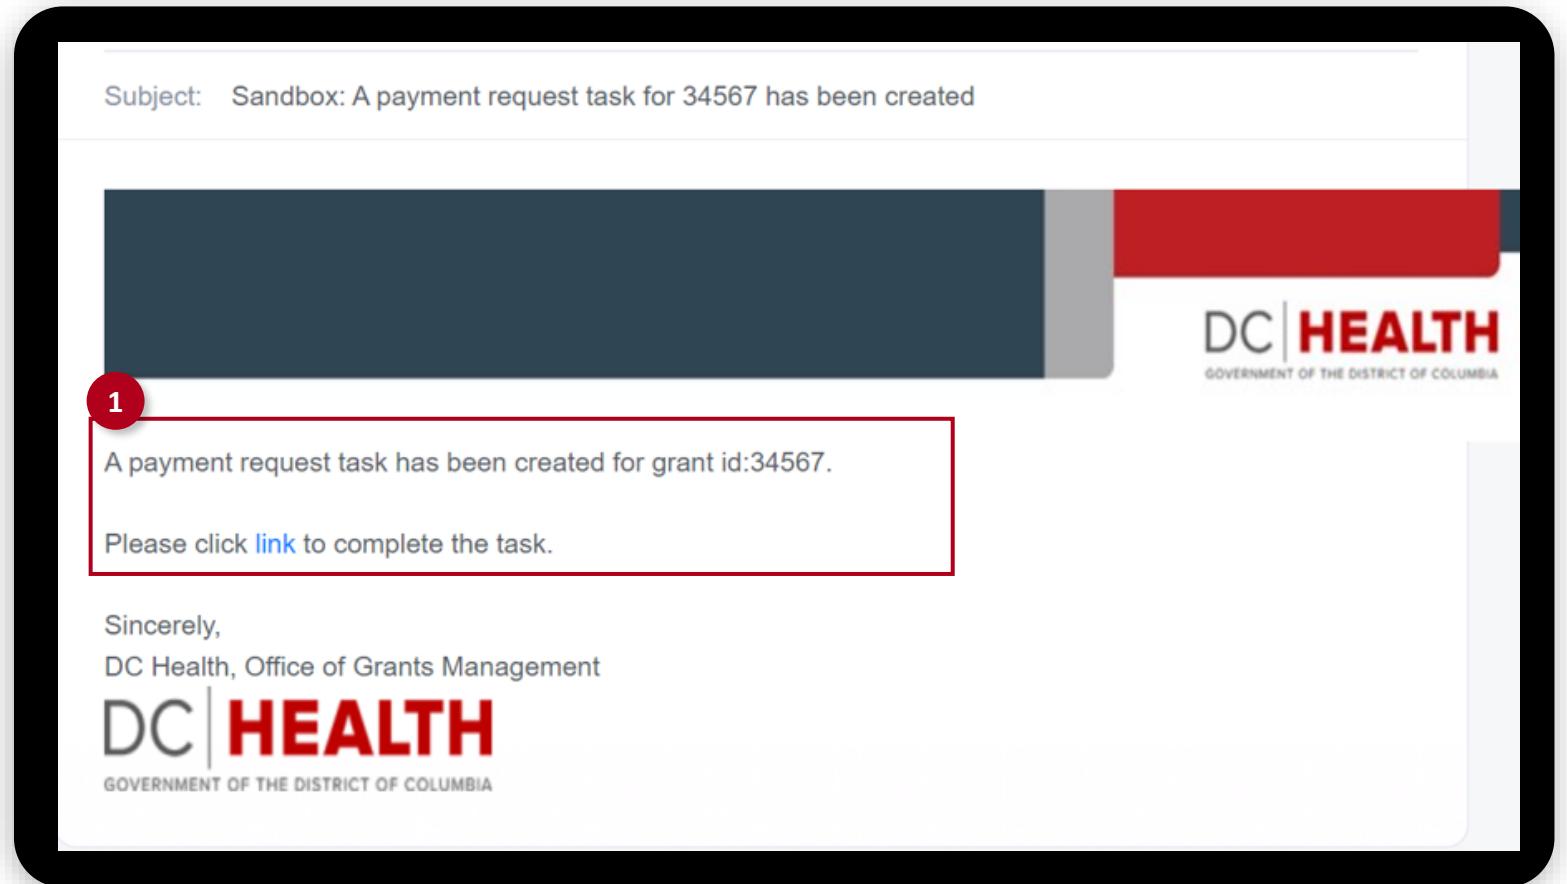 Subject: Sandbox: A payment request task for 34567 has been created
DC HEALTH
GOVERNMENT OF THE DISTRICT OF COLUMBIA
1
A payment request task has been created for grant id:34567.
Please click link to complete the task.
Sincerely,
DC Health, Office of Grants Management
DC HEALTH
GOVERNMENT OF THE DISTRICT OF COLUMBIA